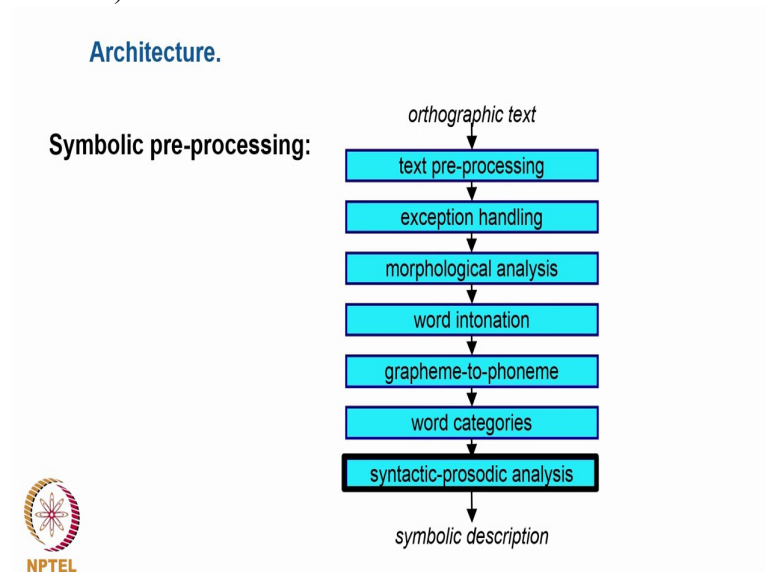 )
Architecture.
Symbolic pre-processing:
orthographic text
text pre-processing
exception handling
morphological analysis
word intonation
grapheme-to-phoneme
word categories
syntactic-prosodic analysis
symbolic description
NPTEL